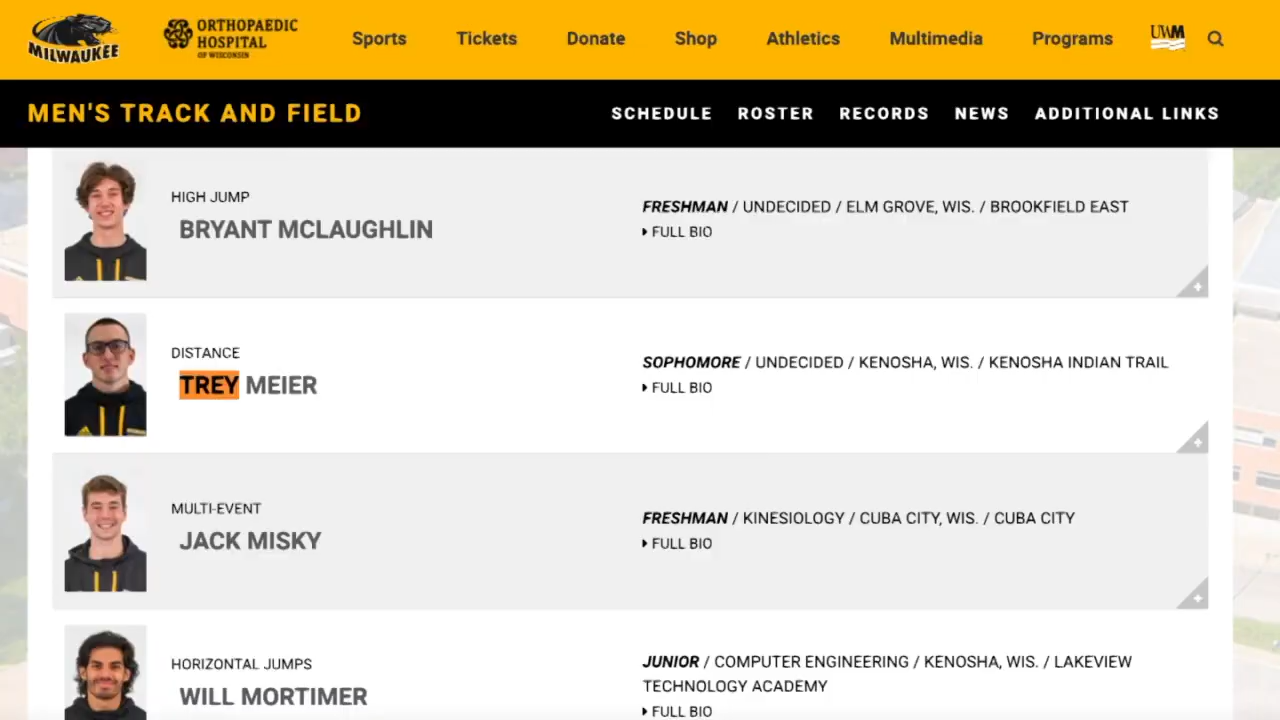 MILWAUKEE
ORTHOPAEDIC
HOSPITAL
OF WISCONSIN
Sports Tickets Donate Shop Athletics Multimedia Programs
UWM
MEN'S TRACK AND FIELD
SCHEDULE ROSTER RECORDS NEWS ADDITIONAL LINKS
HIGH JUMP
BRYANT MCLAUGHLIN
FRESHMAN / UNDECIDED / ELM GROVE, WIS. / BROOKFIELD EAST
FULL BIO
DISTANCE
TREY MEIER
SOPHOMORE / UNDECIDED / KENOSHA, WIS. / KENOSHA INDIAN TRAIL
FULL BIO
MULTI-EVENT
JACK MISKY
FRESHMAN / KINESIOLOGY / CUBA CITY, WIS. / CUBA CITY
FULL BIO
HORIZONTAL JUMPS
WILL MORTIMER
JUNIOR / COMPUTER ENGINEERING / KENOSHA, WIS. / LAKEVIEW
TECHNOLOGY ACADEMY
FULL BIO